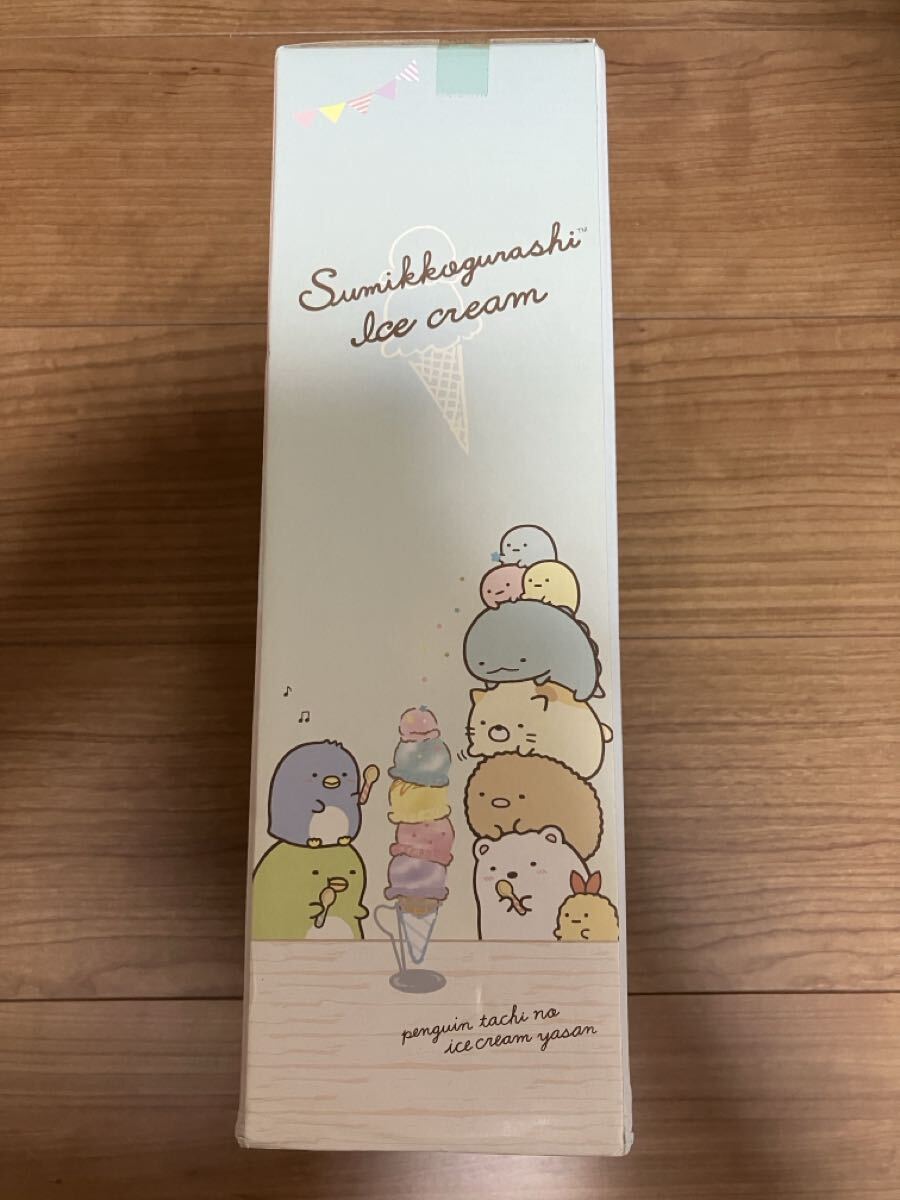 Sumikkogurashi™
Ice cream
penguin tachi no
ice cream yasan